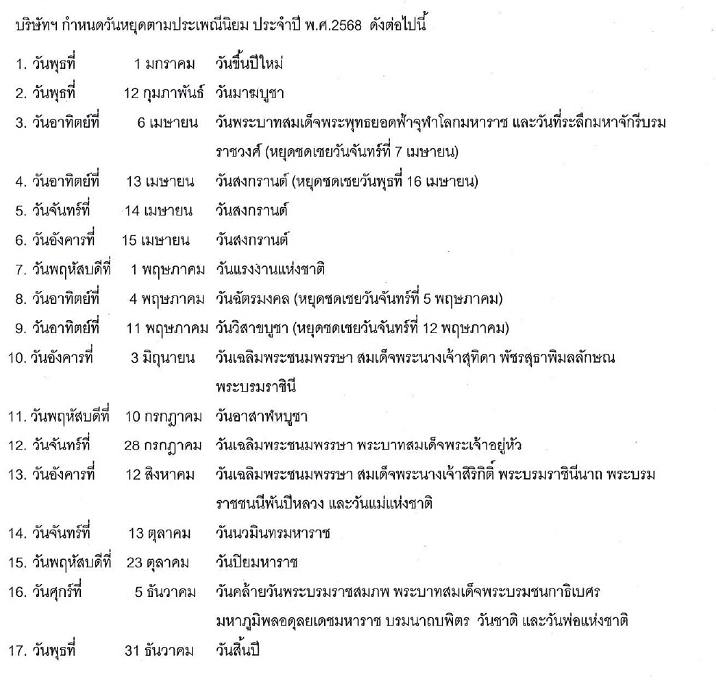 บริษัทฯ กำหนดวันหยุดตามประเพณีนิยม ประจำปี พ.ศ.2568 ดังต่อไปนี้
1. วันพุธที่ 1 มกราคม วันขึ้นปีใหม่
2. วันพุธที่ 12 กุมภาพันธ์ วันมาฆบูชา
3. วันอาทิตย์ที่ 6 เมษายน วันพระบาทสมเด็จพระพุทธยอดฟ้าจุฬาโลกมหาราช และวันที่ระลึกมหาจักรีบรม
ราชวงศ์ (หยุดชดเชยวันจันทร์ที่ 7 เมษายน)
4. วันอาทิตย์ที่ 13 เมษายน วันสงกรานต์ (หยุดชดเชยวันพุธที่ 16 เมษายน)
5. วันจันทร์ที่ 14 เมษายน วันสงกรานต์
6. วันอังคารที่ 15 เมษายน วันสงกรานต์
7. วันพฤหัสบดีที่ 1 พฤษภาคม วันแรงงานแห่งชาติ
8. วันอาทิตย์ที่ 4 พฤษภาคม วันฉัตรมงคล (หยุดชดเชยวันจันทร์ที่ 5 พฤษภาคม)
9. วันอาทิตย์ที่ 11 พฤษภาคม วันวิสาขบูชา (หยุดชดเชยวันจันทร์ที่ 12 พฤษภาคม)
10. วันอังคารที่ 3 มิถุนายน วันเฉลิมพระชนมพรรษา สมเด็จพระนางเจ้าสุทิดา พัชรสุธาพิมลลักษณ
พระบรมราชินี
11. วันพฤหัสบดีที่ 10 กรกฎาคม วันอาสาฬหบูชา
12. วันจันทร์ที่ 28 กรกฎาคม วันเฉลิมพระชนมพรรษา พระบาทสมเด็จพระเจ้าอยู่หัว
13. วันอังคารที่ 12 สิงหาคม วันเฉลิมพระชนมพรรษา สมเด็จพระนางเจ้าสิริกิติ์ พระบรมราชินีนาถ พระบรม
ราชชนนีพันปีหลวง และวันแม่แห่งชาติ
14. วันจันทร์ที่ 13 ตุลาคม วันนวมินทรมหาราช
15. วันพฤหัสบดีที่ 23 ตุลาคม วันปิยมหาราช
16. วันศุกร์ที่ 5 ธันวาคม วันคล้ายวันพระบรมราชสมภพ พระบาทสมเด็จพระบรมชนกาธิเบศร
มหาภูมิพลอดุลยเดชมหาราช บรมนาถบพิตร วันชาติ และวันพ่อแห่งชาติ
17. วันพุธที่ 31 ธันวาคม วันสิ้นปี